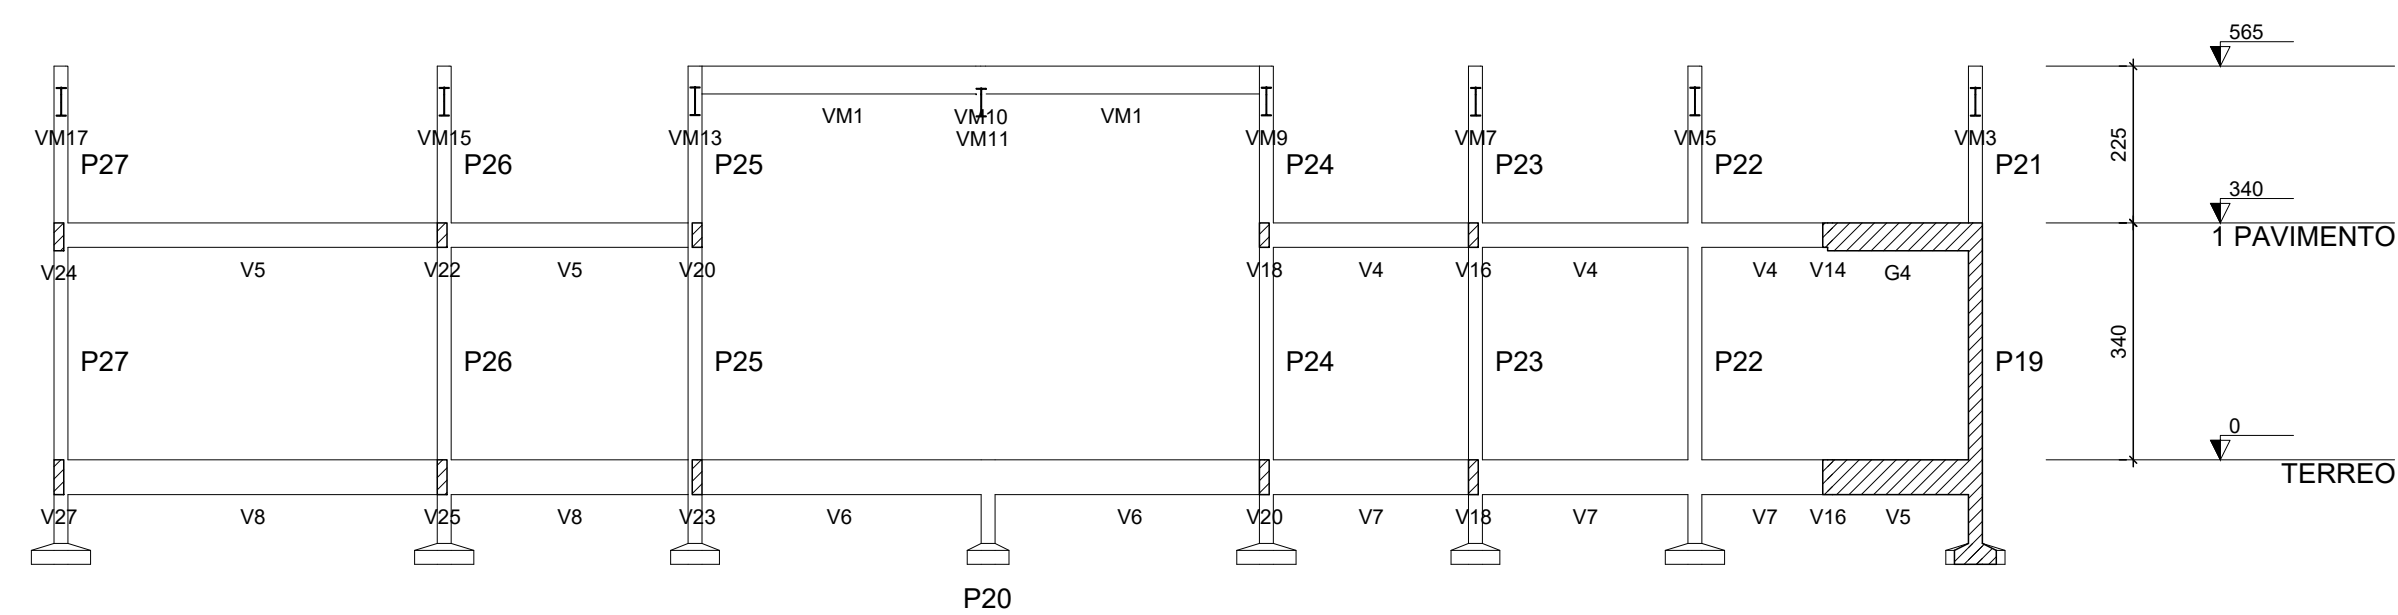 565
VM1 VM10 VM1
VM17 VM15 VM13 VM11 VM9 VM7 VM5 VM3
225
P27 P26 P25 P24 P23 P22 P21
340
1 PAVIMENTO
V24 V5 V22 V5 V20 V18 V4 V16 V4 V4 V14 G4
340
P27 P26 P25 P24 P23 P22 P19
0
TERREO
V27 V8 V25 V8 V23 V6 V6 V20 V7 V18 V7 V7 V16 V5
P20